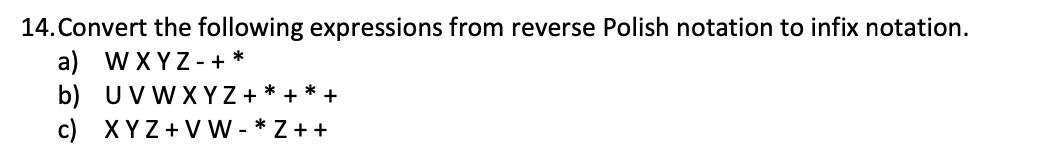 14. Convert the following expressions from reverse Polish notation to infix notation.
a) W X Y Z - + *
b) U V W X Y Z + * + * +
c) X Y Z + V W - * Z + +